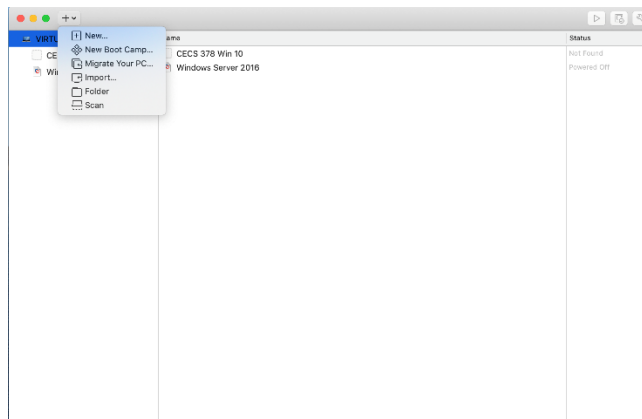 VIRTU
New...
New Boot Camp...
Migrate Your PC...
Import...
Folder
Scan
CE
Wi
ame
CECS 378 Win 10
Windows Server 2016
Status
Not Found
Powered Off